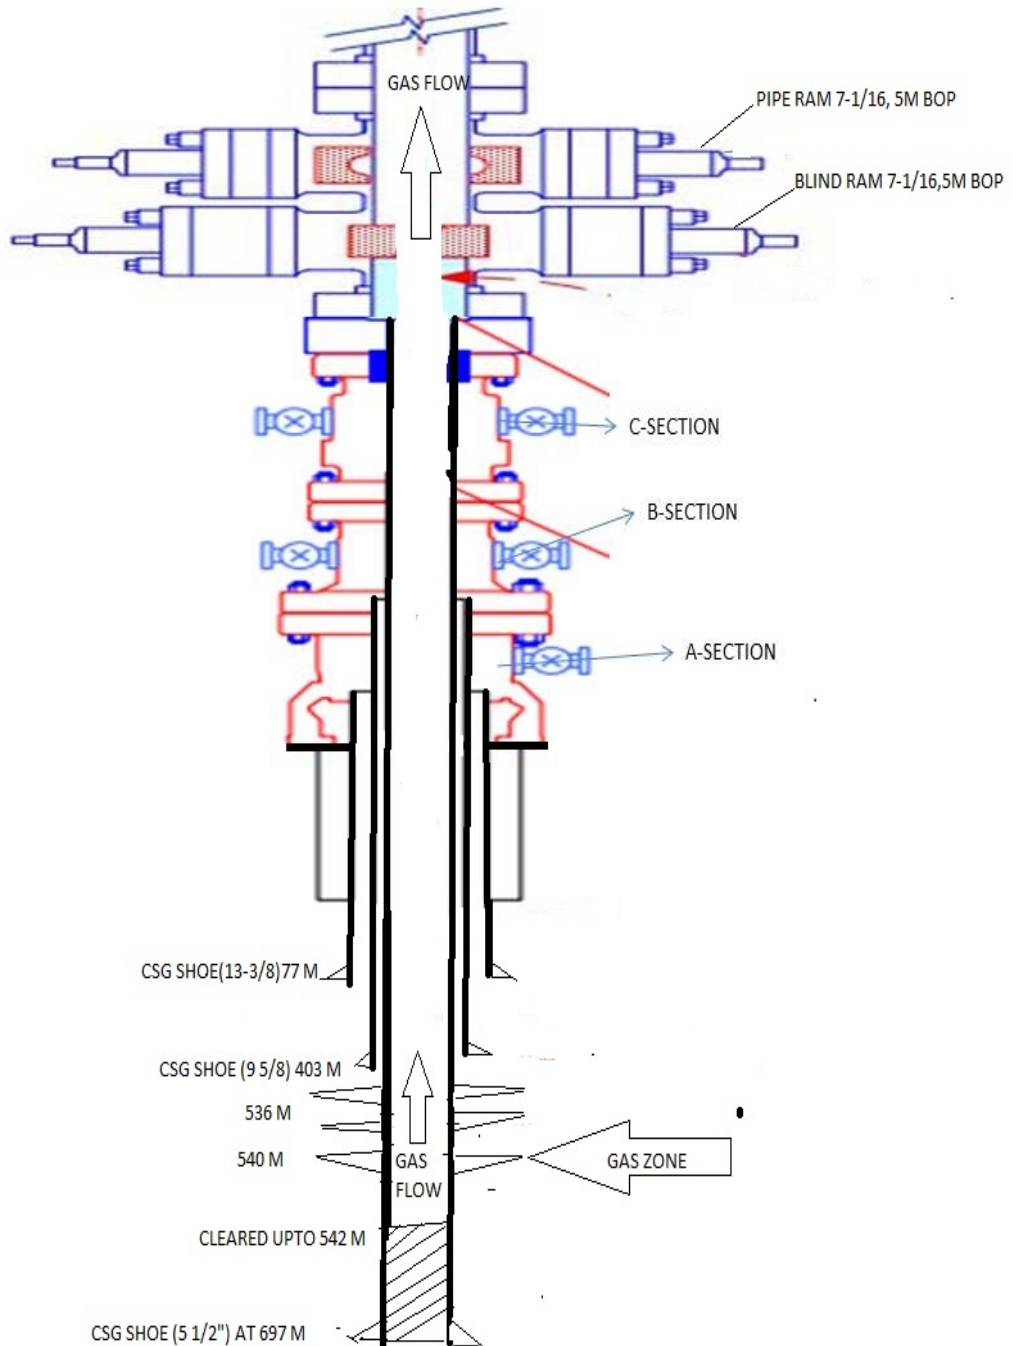 GAS FLOW
PIPE RAM 7-1/16, 5M BOP
BLIND RAM 7-1/16,5M BOP
C-SECTION
B-SECTION
A-SECTION
CSG SHOE(13-3/8)77 M
CSG SHOE (9 5/8) 403 M
536 M
540 M
GAS
FLOW
GAS ZONE
CLEARED UPTO 542 M
CSG SHOE (5 1/2") AT 697 M